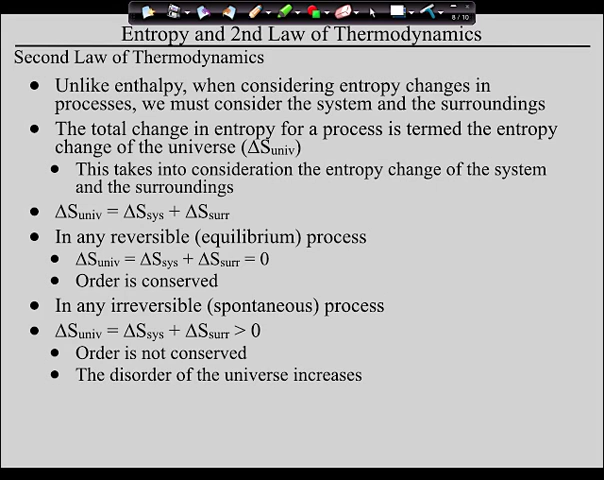 8 / 10
Entropy and 2nd Law of Thermodynamics
Second Law of Thermodynamics
• Unlike enthalpy, when considering entropy changes in
processes, we must consider the system and the surroundings
• The total change in entropy for a process is termed the entropy
change of the universe (ΔSuniv)
• This takes into consideration the entropy change of the system
and the surroundings
• ΔSuniv = ΔSsys + ΔSsurr
• In any reversible (equilibrium) process
• ΔSuniv = ΔSsys + ΔSsurr = 0
• Order is conserved
• In any irreversible (spontaneous) process
• ΔSuniv = ΔSsys + ΔSsurr > 0
• Order is not conserved
• The disorder of the universe increases